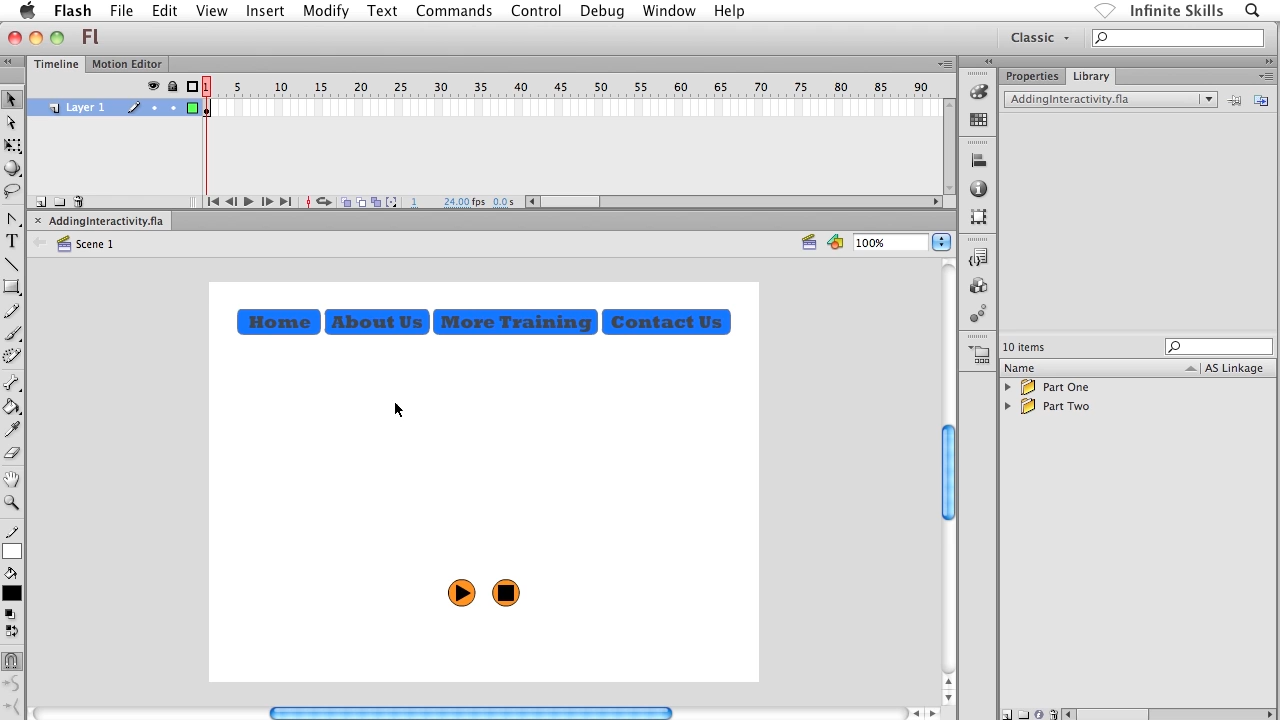 Flash File Edit View Insert Modify Text Commands Control Debug Window Help Infinite Skills
Fl Classic
Timeline Motion Editor
Properties Library
1 5 10 15 20 25 30 35 40 45 50 55 60 65 70 75 80 85 90
Layer 1
AddingInteractivity.fla
1 24.00 fps 0.0 s
AddingInteractivity.fla
Scene 1 100%
Home About Us More Training Contact Us
10 items
Name AS Linkage
Part One
Part Two